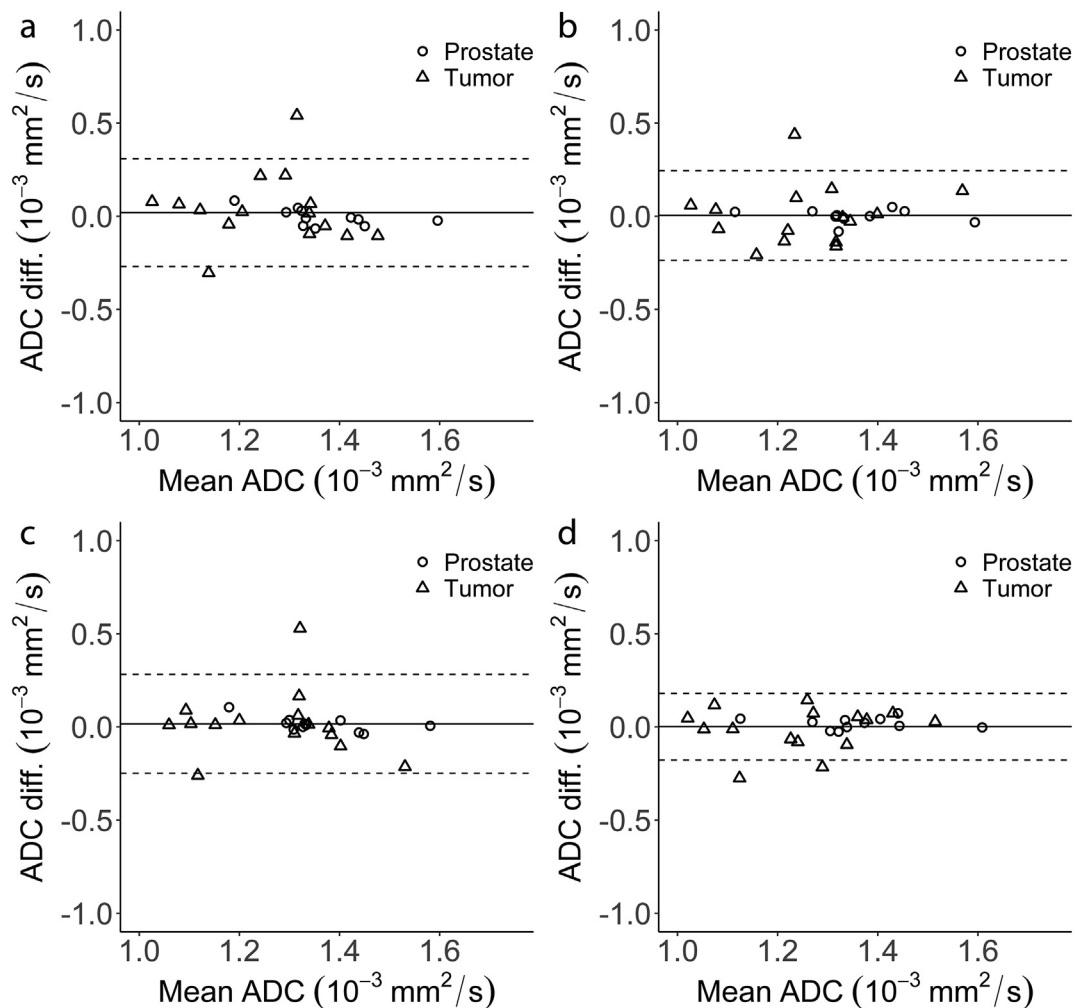 a
1.0
0.5
0.0
-0.5
-1.0
ADC diff. (10⁻³ mm²/s)
Prostate
Tumor
1.0 1.2 1.4 1.6
Mean ADC (10⁻³ mm²/s)
b
1.0
0.5
0.0
-0.5
-1.0
ADC diff. (10⁻³ mm²/s)
Prostate
Tumor
1.0 1.2 1.4 1.6
Mean ADC (10⁻³ mm²/s)
c
1.0
0.5
0.0
-0.5
-1.0
ADC diff. (10⁻³ mm²/s)
Prostate
Tumor
1.0 1.2 1.4 1.6
Mean ADC (10⁻³ mm²/s)
d
1.0
0.5
0.0
-0.5
-1.0
ADC diff. (10⁻³ mm²/s)
Prostate
Tumor
1.0 1.2 1.4 1.6
Mean ADC (10⁻³ mm²/s)